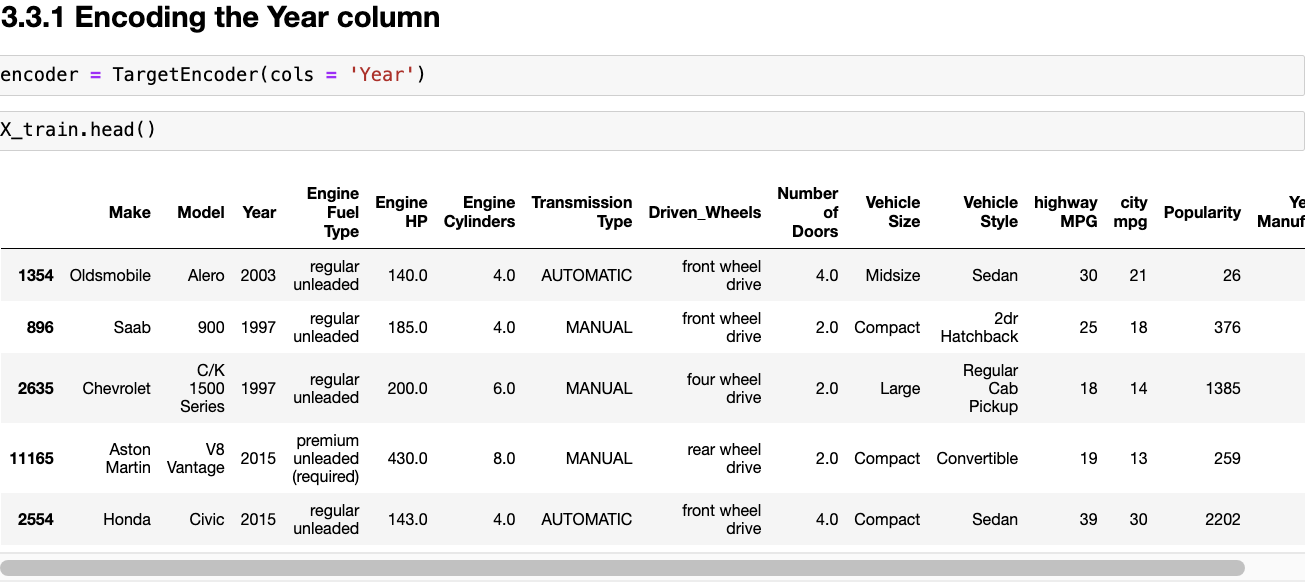 3.3.1 Encoding the Year column
encoder = TargetEncoder(cols = 'Year')
X_train.head()
Make Model Year Engine Fuel Type Engine HP Engine Cylinders Transmission Type Driven_Wheels Number of Doors Vehicle Size Vehicle Style highway MPG city mpg Popularity Ye Manuf
1354 Oldsmobile Alero 2003 regular unleaded 140.0 4.0 AUTOMATIC front wheel drive 4.0 Midsize Sedan 30 21 26
896 Saab 900 1997 regular unleaded 185.0 4.0 MANUAL front wheel drive 2.0 Compact 2dr Hatchback 25 18 376
2635 Chevrolet C/K 1500 Series 1997 regular unleaded 200.0 6.0 MANUAL four wheel drive 2.0 Large Regular Cab Pickup 18 14 1385
11165 Aston Martin V8 Vantage 2015 premium unleaded (required) 430.0 8.0 MANUAL rear wheel drive 2.0 Compact Convertible 19 13 259
2554 Honda Civic 2015 regular unleaded 143.0 4.0 AUTOMATIC front wheel drive 4.0 Compact Sedan 39 30 2202